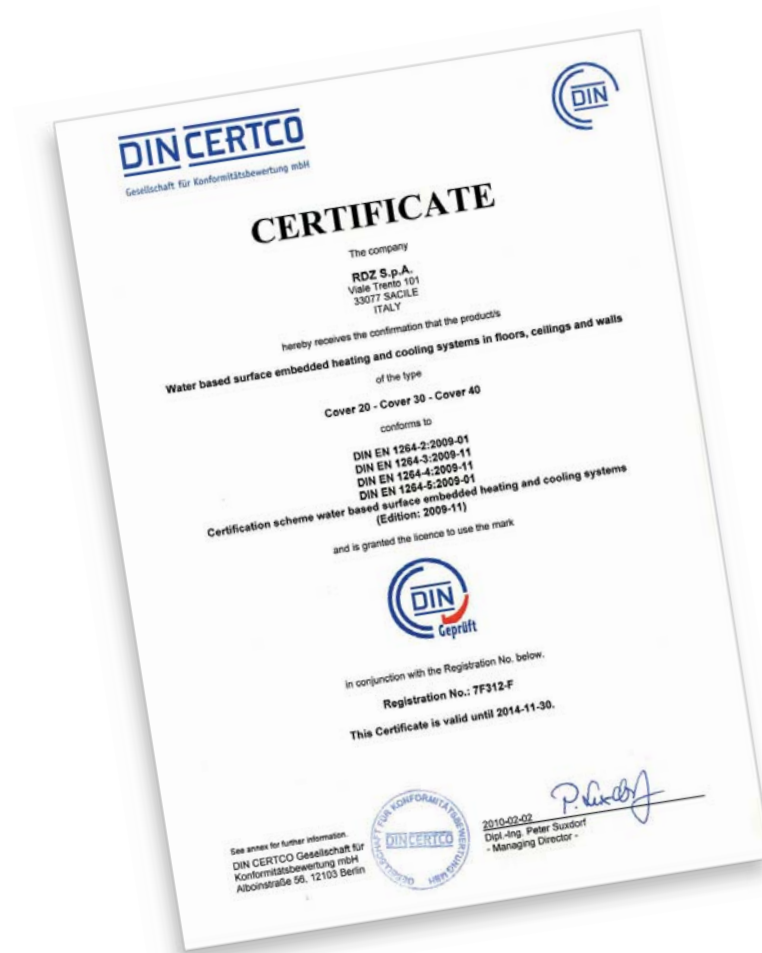 DIN CERTCO
Gesellschaft für Konformitätsbewertung mbH
DIN
CERTIFICATE
The company
RDZ S.p.A.
Viale Trento 101
33077 SACILE
ITALY
hereby receives the confirmation that the product/s
Water based surface embedded heating and cooling systems in floors, ceilings and walls
of the type
Cover 20 - Cover 30 - Cover 40
conforms to
DIN EN 1264-2:2009-01
DIN EN 1264-3:2009-11
DIN EN 1264-4:2009-11
DIN EN 1264-5:2009-01
Certification scheme water based surface embedded heating and cooling systems
(Edition: 2009-11)
and is granted the licence to use the mark
DIN
Geprüft
in conjunction with the Registration No. below.
Registration No.: 7F312-F
This Certificate is valid until 2014-11-30.
See annex for further information.
DIN CERTCO Gesellschaft für
Konformitätsbewertung mbH
Alboinstraße 56, 12103 Berlin
GESELLSCHAFT FÜR KONFORMITÄTSBEWERTUNG MBH
DIN CERTCO
P. Suxdorf
2010-02-02
Dipl.-Ing. Peter Suxdorf
- Managing Director -